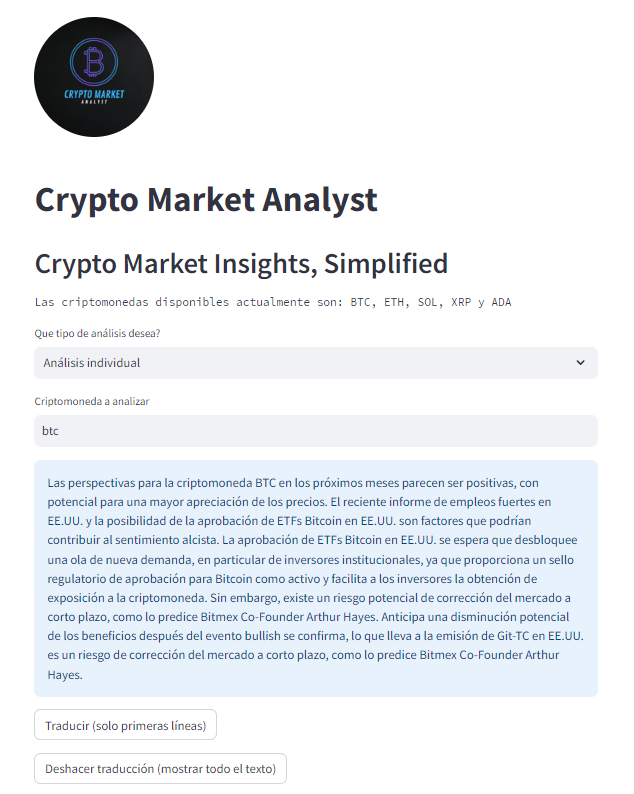 CRYPTO MARKET
ANALYST
Crypto Market Analyst
Crypto Market Insights, Simplified
Las criptomonedas disponibles actualmente son: BTC, ETH, SOL, XRP y ADA
Que tipo de análisis desea?
Análisis individual
Criptomoneda a analizar
btc
Las perspectivas para la criptomoneda BTC en los próximos meses parecen ser positivas, con
potencial para una mayor apreciación de los precios. El reciente informe de empleos fuertes en
EE.UU. y la posibilidad de la aprobación de ETFs Bitcoin en EE.UU. son factores que podrían
contribuir al sentimiento alcista. La aprobación de ETFs Bitcoin en EE.UU. se espera que desbloquee
una ola de nueva demanda, en particular de inversores institucionales, ya que proporciona un sello
regulatorio de aprobación para Bitcoin como activo y facilita a los inversores la obtención de
exposición a la criptomoneda. Sin embargo, existe un riesgo potencial de corrección del mercado a
corto plazo, como lo predice Bitmex Co-Founder Arthur Hayes. Anticipa una disminución potencial
de los beneficios después del evento bullish se confirma, lo que lleva a la emisión de Git-TC en EE.UU.
es un riesgo de corrección del mercado a corto plazo, como lo predice Bitmex Co-Founder Arthur
Hayes.
Traducir (solo primeras líneas)
Deshacer traducción (mostrar todo el texto)